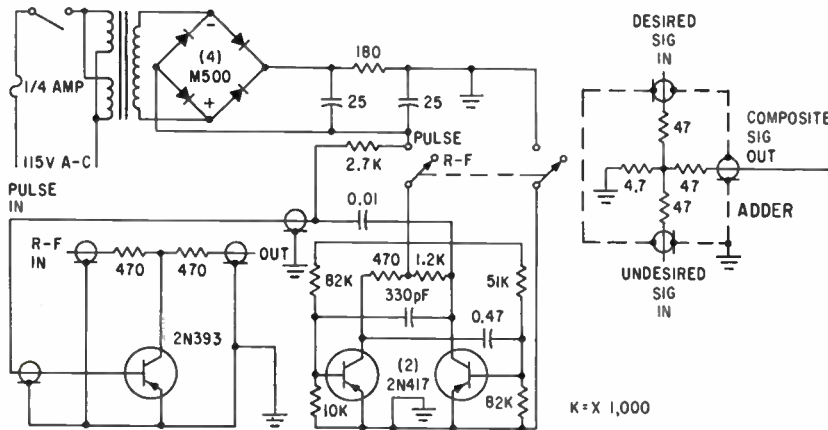 (4)
M500
1/4 AMP
115V A-C
180
25
25
DESIRED
SIG
IN
47
COMPOSITE
SIG
OUT
4.7
47
47
ADDER
UNDESIRED
SIG
IN
PULSE
R-F
2.7K
PULSE
IN
0.01
R-F
IN
470
470
OUT
2N393
82K
470
1.2K
51K
330pF
0.47
(2)
2N417
10K
82K
K=X 1,000